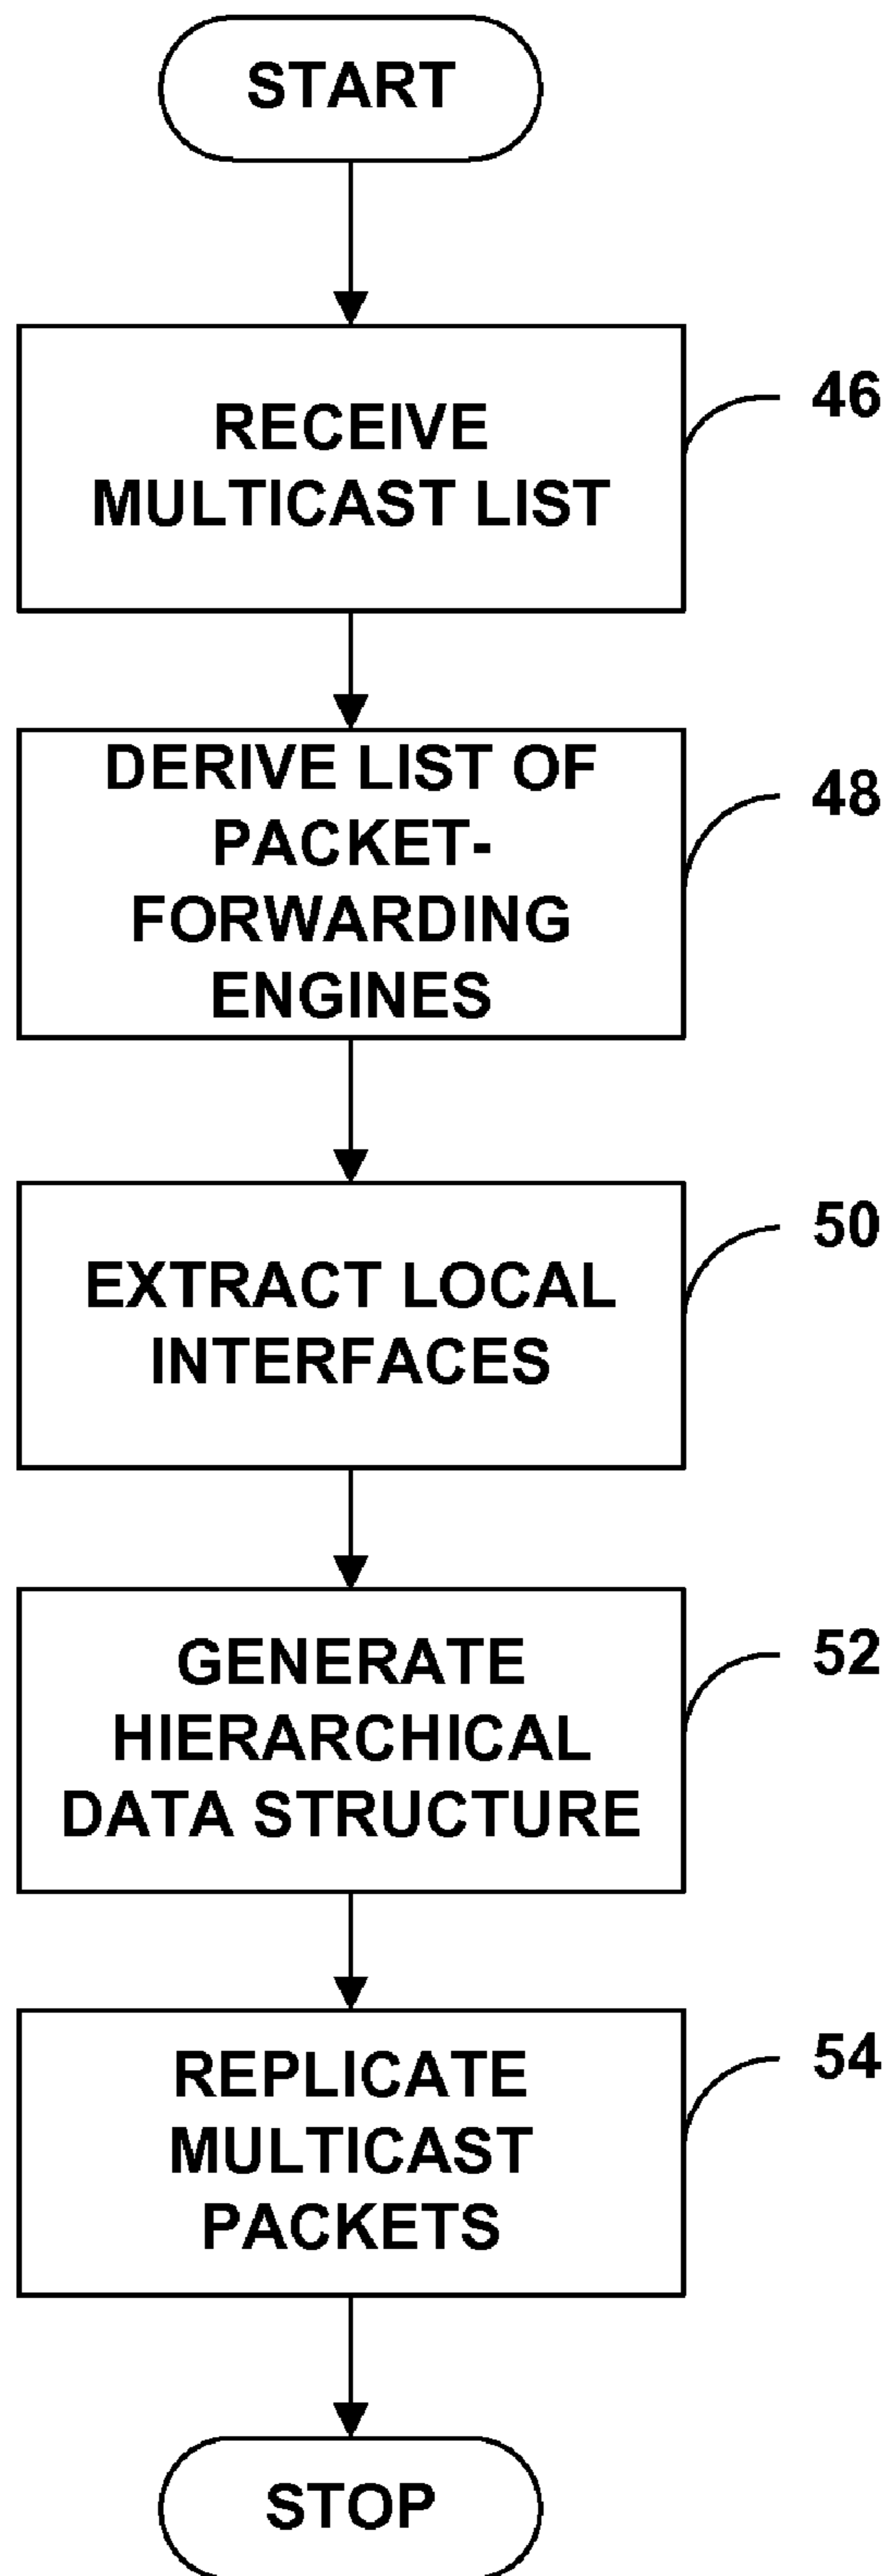 START
RECEIVE
MULTICAST LIST
46
DERIVE LIST OF
PACKET-
FORWARDING
ENGINES
48
EXTRACT LOCAL
INTERFACES
50
GENERATE
HIERARCHICAL
DATA STRUCTURE
52
REPLICATE
MULTICAST
PACKETS
54
STOP